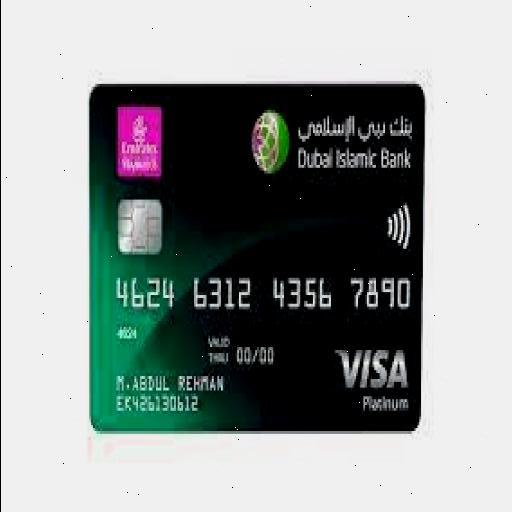 Emirates
Skywards
بنك دبي الإسلامي
Dubai Islamic Bank
4624 6312 4356 7890
4624
VALID
THRU 00/00
VISA
Platinum
M.ABDUL REHMAN
EK426130612